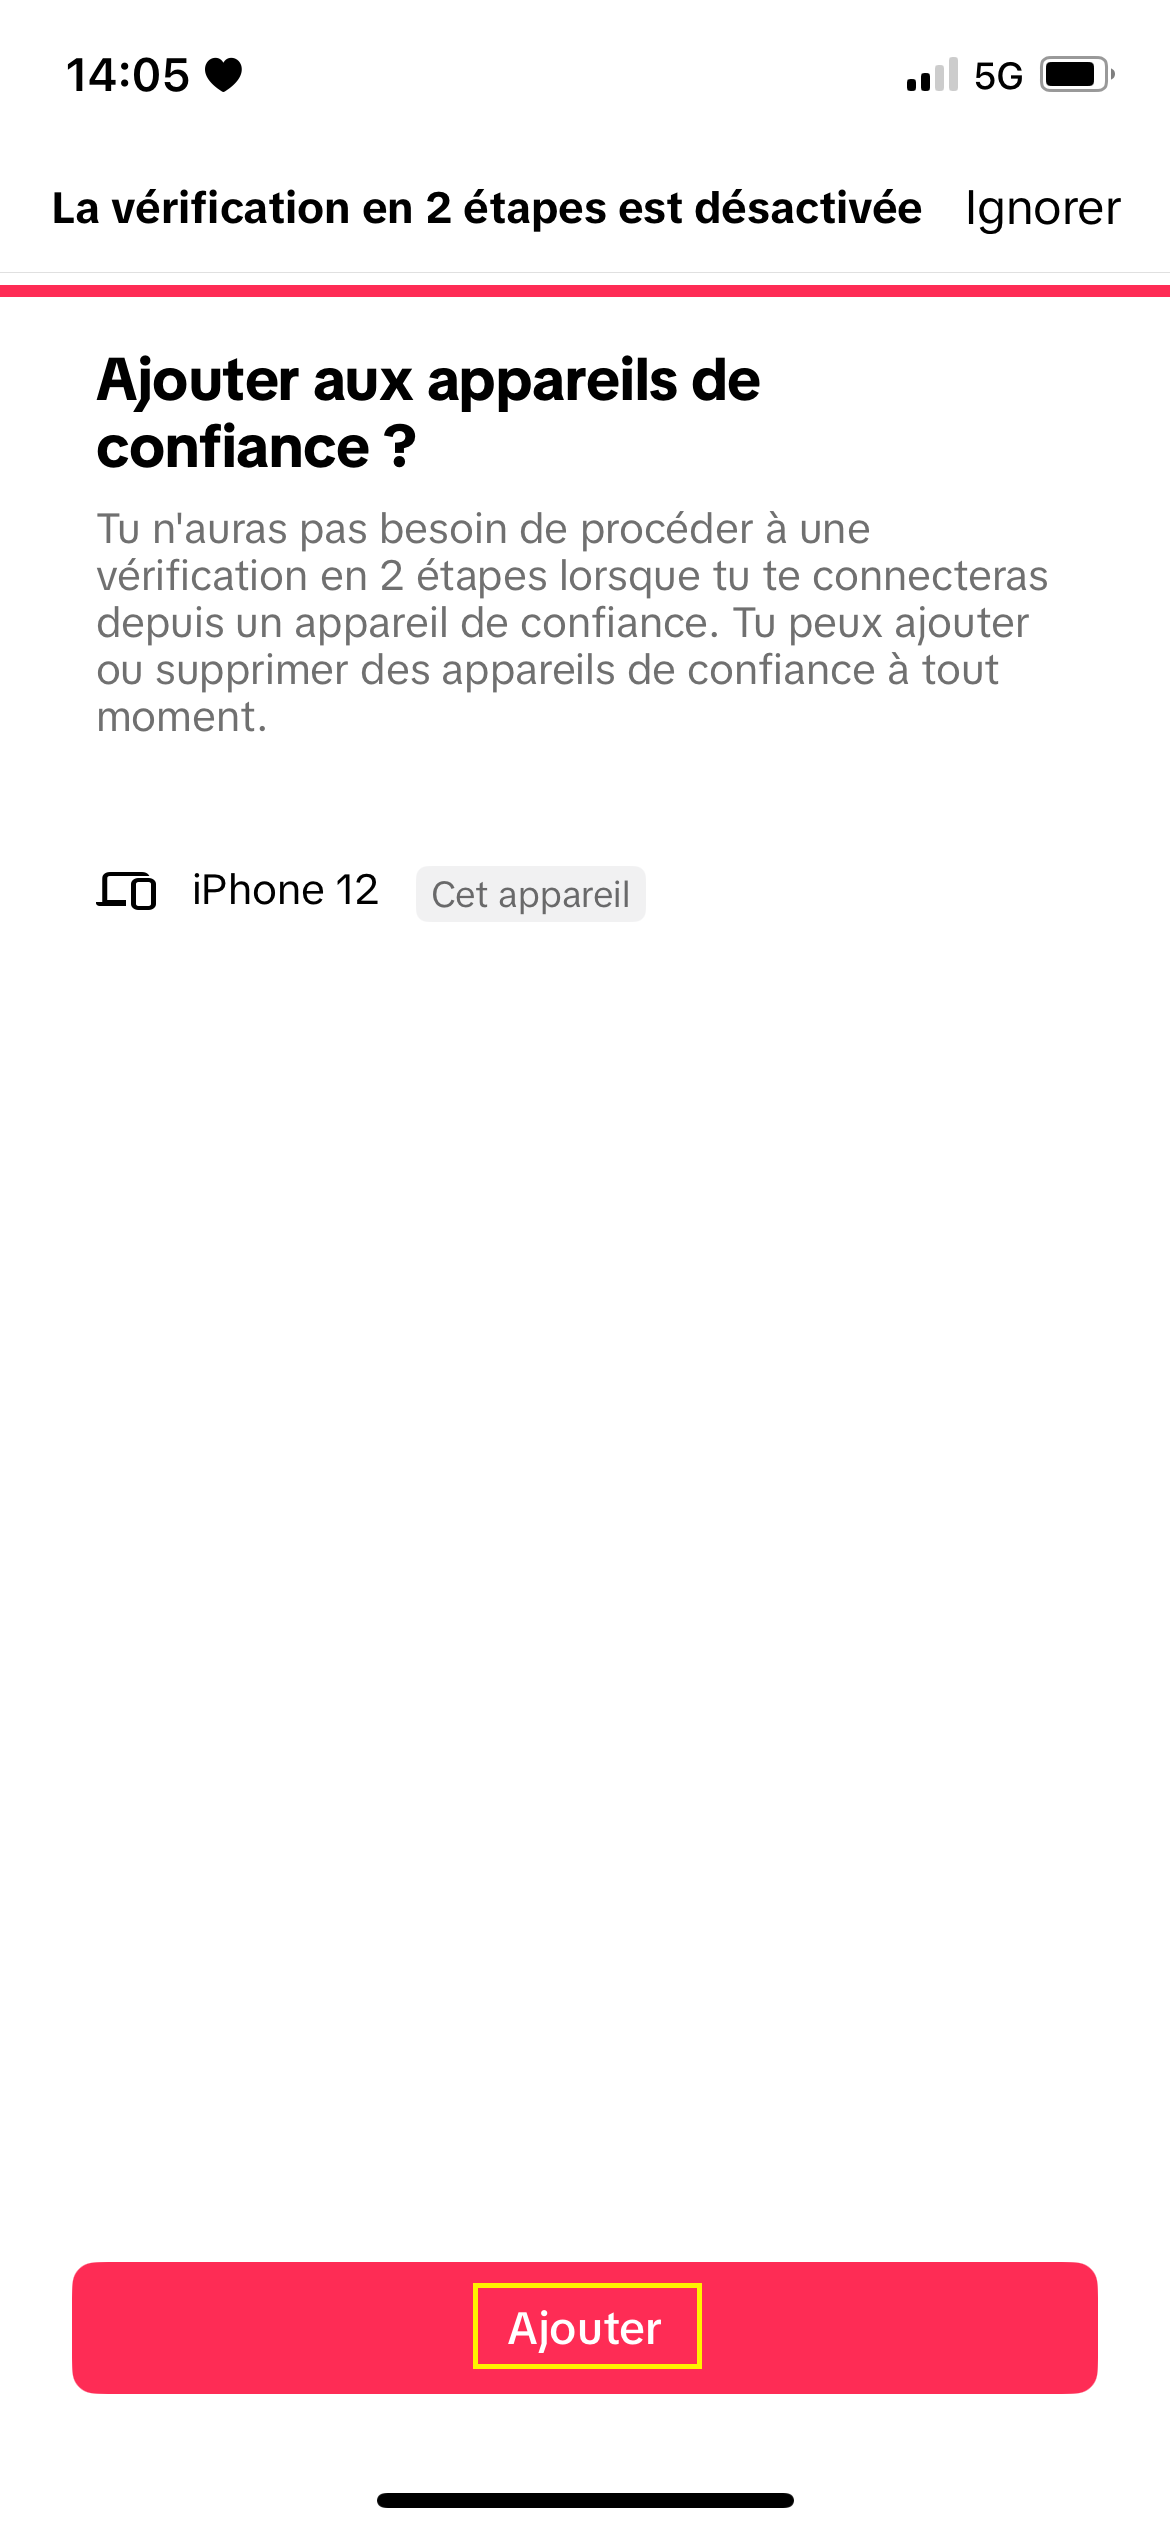 14:05
5G
La vérification en 2 étapes est désactivée Ignorer
Ajouter aux appareils de
confiance ?
Tu n'auras pas besoin de procéder à une
vérification en 2 étapes lorsque tu te connecteras
depuis un appareil de confiance. Tu peux ajouter
ou supprimer des appareils de confiance à tout
moment.
iPhone 12 Cet appareil
Ajouter